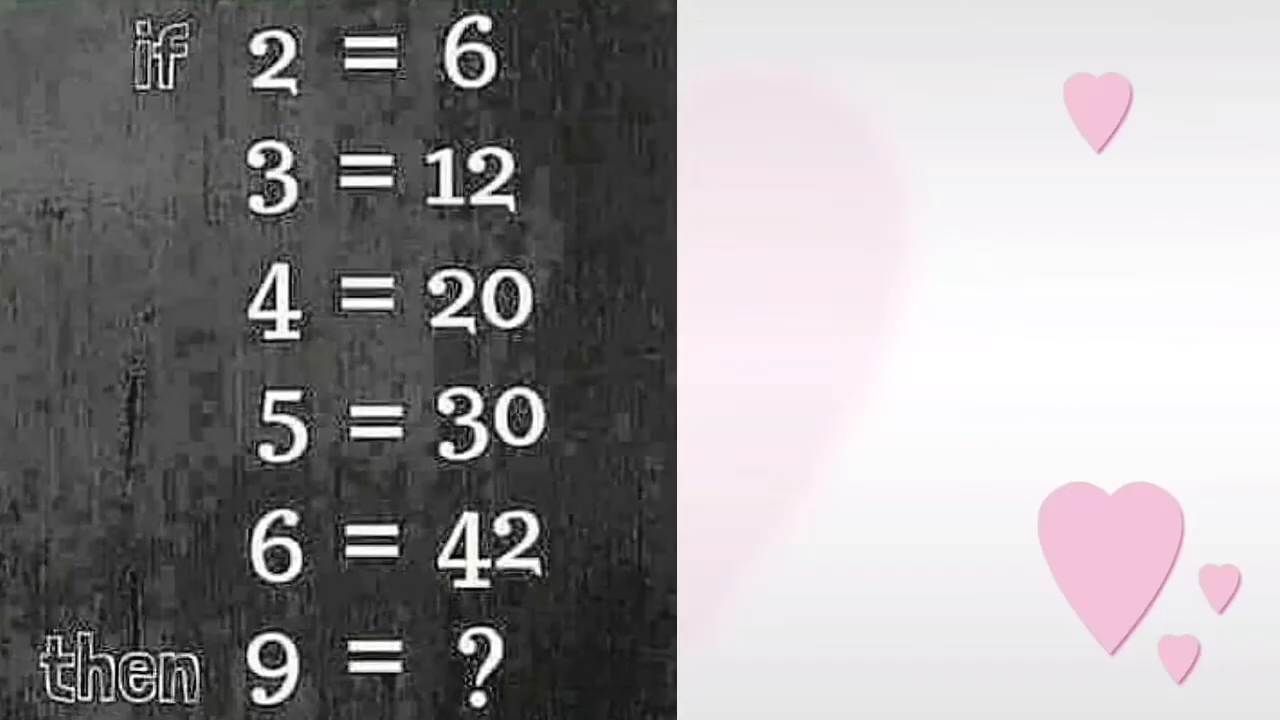 if 2 = 6
3 = 12
4 = 20
5 = 30
6 = 42
then 9 = ?